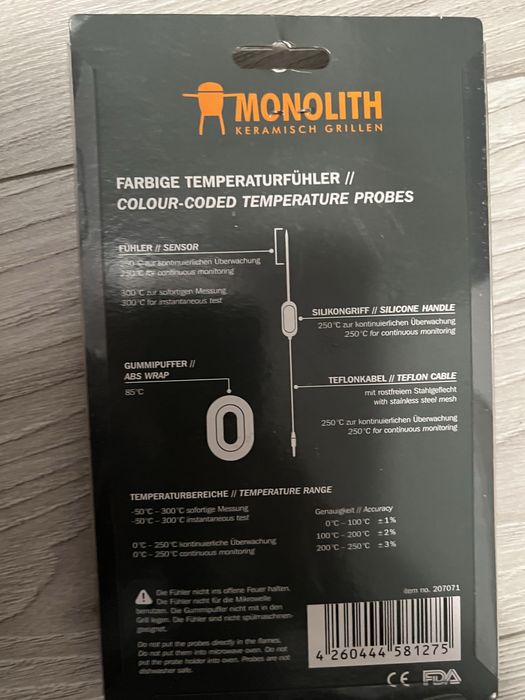 MONOLITH
KERAMISCH GRILLEN
FARBIGE TEMPERATURFÜHLER //
COLOUR-CODED TEMPERATURE PROBES
FÜHLER // SENSOR
250°C zur kontinuierlichen Überwachung
250°C for continuous monitoring
300°C zur sofortigen Messung
300°C for instantaneous test
SILIKONGRIFF // SILICONE HANDLE
250°C zur kontinuierlichen Überwachung
250°C for continuous monitoring
GUMMIPUFFER //
ABS WRAP
85°C
TEFLONKABEL // TEFLON CABLE
mit rostfreiem Stahlgeflecht
with stainless steel mesh
250°C zur kontinuierlichen Überwachung
250°C for continuous monitoring
TEMPERATURBEREICHE // TEMPERATURE RANGE
-50°C – 300°C sofortige Messung
-50°C – 300°C instantaneous test
0°C – 250°C kontinuierliche Überwachung
0°C – 250°C continuous monitoring
Genauigkeit // Accuracy
0°C – 100°C ±1%
100°C – 200°C ±2%
200°C – 250°C ±3%
Die Fühler nicht ins offene Feuer halten.
Die Fühler nicht für die Mikrowelle
benutzen. Die Gummipuffer nicht mit in den
Grill legen. Die Fühler sind nicht spülmaschinen-
geeignet.
Do not put the probes directly in the flames.
Do not put them into microwave oven. Do not
put the probe holder into oven. Probes are not
dishwasher safe.
item no. 207071
4 260444 581275
CE FDA